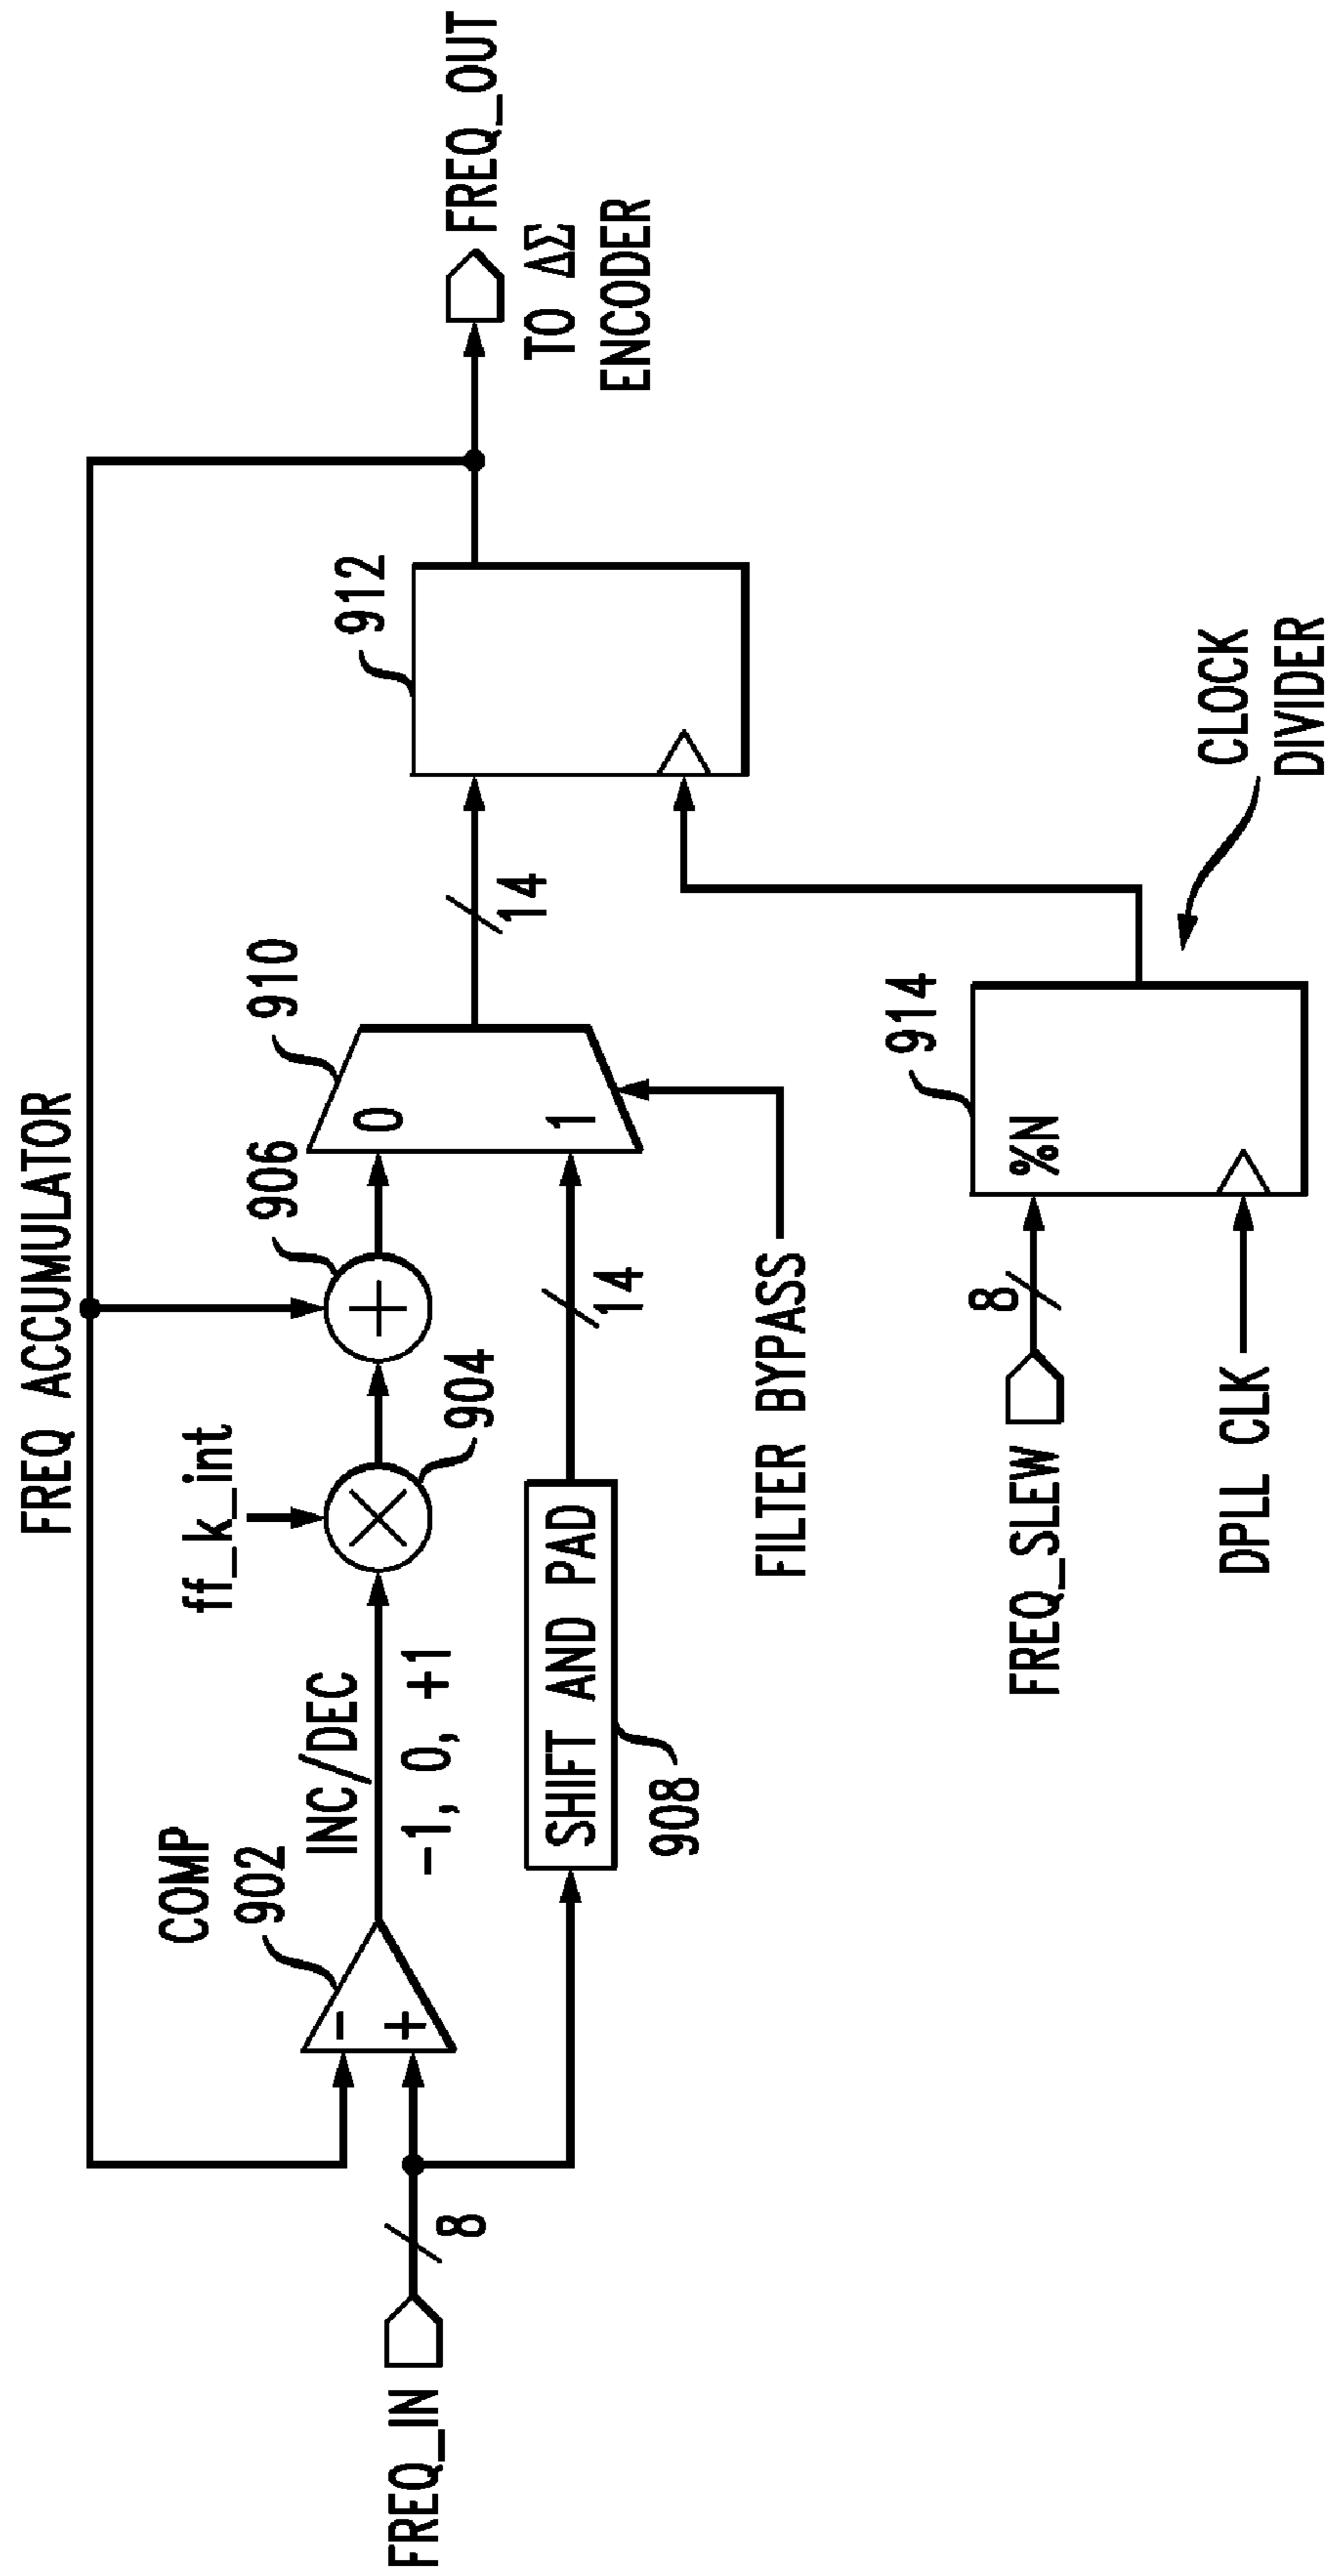 FREQ ACCUMULATOR
COMP
902
ff_k_int
INC/DEC
-1, 0, +1
904
906
910
912
-
+
×
+
0
1
FREQ_IN
8
SHIFT AND PAD
908
14
14
FREQ_OUT
TO ΔΣ
ENCODER
FILTER BYPASS
FREQ_SLEW
8
%N
914
DPLL CLK
CLOCK
DIVIDER